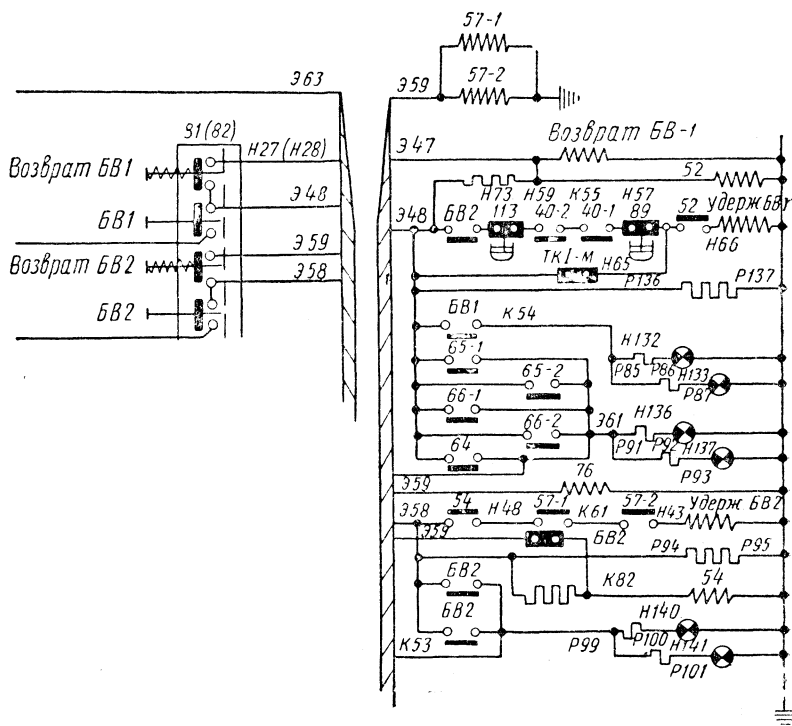 57-1
Э63
Э59
57-2
81(82)
Возврат БВ1
Н27(Н28)
Э48
БВ1
Э59
Возврат БВ2
Э58
БВ2
Э47
Возврат БВ-1
52
Н73
Н59
К55
Н57
Э48
БВ2
113
40-2
40-1
89
52
Удерж БВ1
Н66
ТКI-М
Н65
Р136
Р137
БВ1
К54
65-1
Н132
Р85
Р86
Н133
Р87
65-2
66-1
66-2
Э61
Н136
Р91
Р92
Н137
Р93
64
Э59
76
Э58
54
Н48
57-1
К61
57-2
Н43
Удерж БВ2
Э59
БВ2
Р94
Р95
К82
54
БВ2
БВ2
К53
Р99
Н140
Р100
Н141
Р101